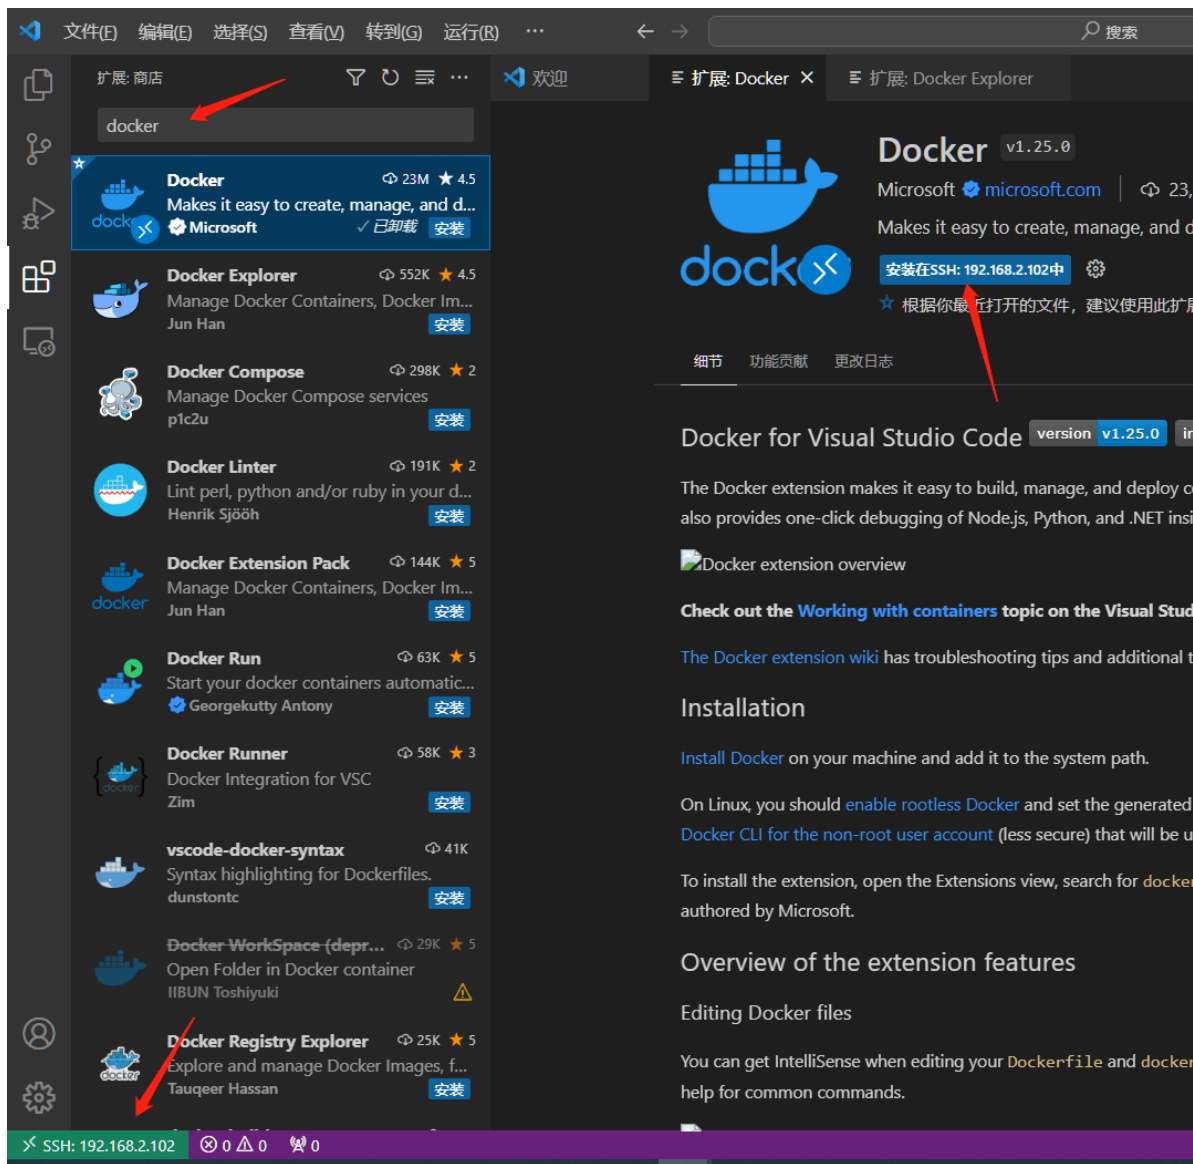 文件(F) 编辑(E) 选择(S) 查看(V) 转到(G) 运行(R) ··· 搜索
扩展: 商店
docker
Docker 23M 4.5
Makes it easy to create, manage, and d...
Microsoft 已卸载 安装
docker
Docker Explorer 552K 4.5
Manage Docker Containers, Docker Im...
Jun Han 安装
Docker Compose 298K 2
Manage Docker Compose services
p1c2u 安装
Docker Linter 191K 2
Lint perl, python and/or ruby in your d...
Henrik Sjööh 安装
Docker Extension Pack 144K 5
Manage Docker Containers, Docker Im...
Jun Han 安装
docker
Docker Run 63K 5
Start your docker containers automatic...
Georgekutty Antony 安装
Docker Runner 58K 3
Docker Integration for VSC
Zim 安装
docker
vscode-docker-syntax 41K
Syntax highlighting for Dockerfiles.
dunstontc 安装
Docker WorkSpace (depr... 29K 5
Open Folder in Docker container
IIBUN Toshiyuki
Docker Registry Explorer 25K 5
Explore and manage Docker Images, f...
Tauqeer Hassan 安装
docker
欢迎 扩展: Docker 扩展: Docker Explorer
Docker v1.25.0
Microsoft microsoft.com 23,
Makes it easy to create, manage, and d
安装在SSH: 192.168.2.102中
根据你最近打开的文件，建议使用此扩展
dock
细节 功能贡献 更改日志
Docker for Visual Studio Code version v1.25.0 in
The Docker extension makes it easy to build, manage, and deploy c
also provides one-click debugging of Node.js, Python, and .NET insi
Docker extension overview
Check out the Working with containers topic on the Visual Stud
The Docker extension wiki has troubleshooting tips and additional t
Installation
Install Docker on your machine and add it to the system path.
On Linux, you should enable rootless Docker and set the generated
Docker CLI for the non-root user account (less secure) that will be u
To install the extension, open the Extensions view, search for docker
authored by Microsoft.
Overview of the extension features
Editing Docker files
You can get IntelliSense when editing your Dockerfile and docker
help for common commands.
SSH: 192.168.2.102 0 0 0